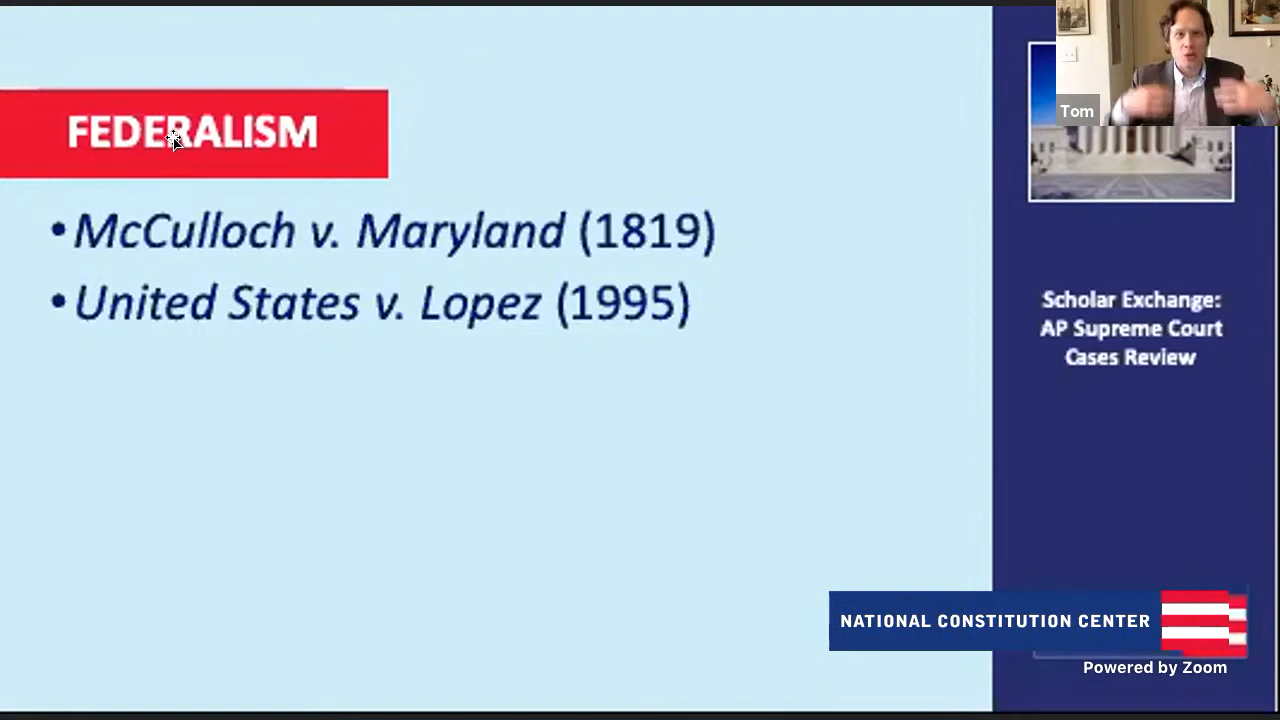 FEDERALISM
•McCulloch v. Maryland (1819)
•United States v. Lopez (1995)
Tom
Scholar Exchange:
AP Supreme Court
Cases Review
NATIONAL CONSTITUTION CENTER
Powered by Zoom